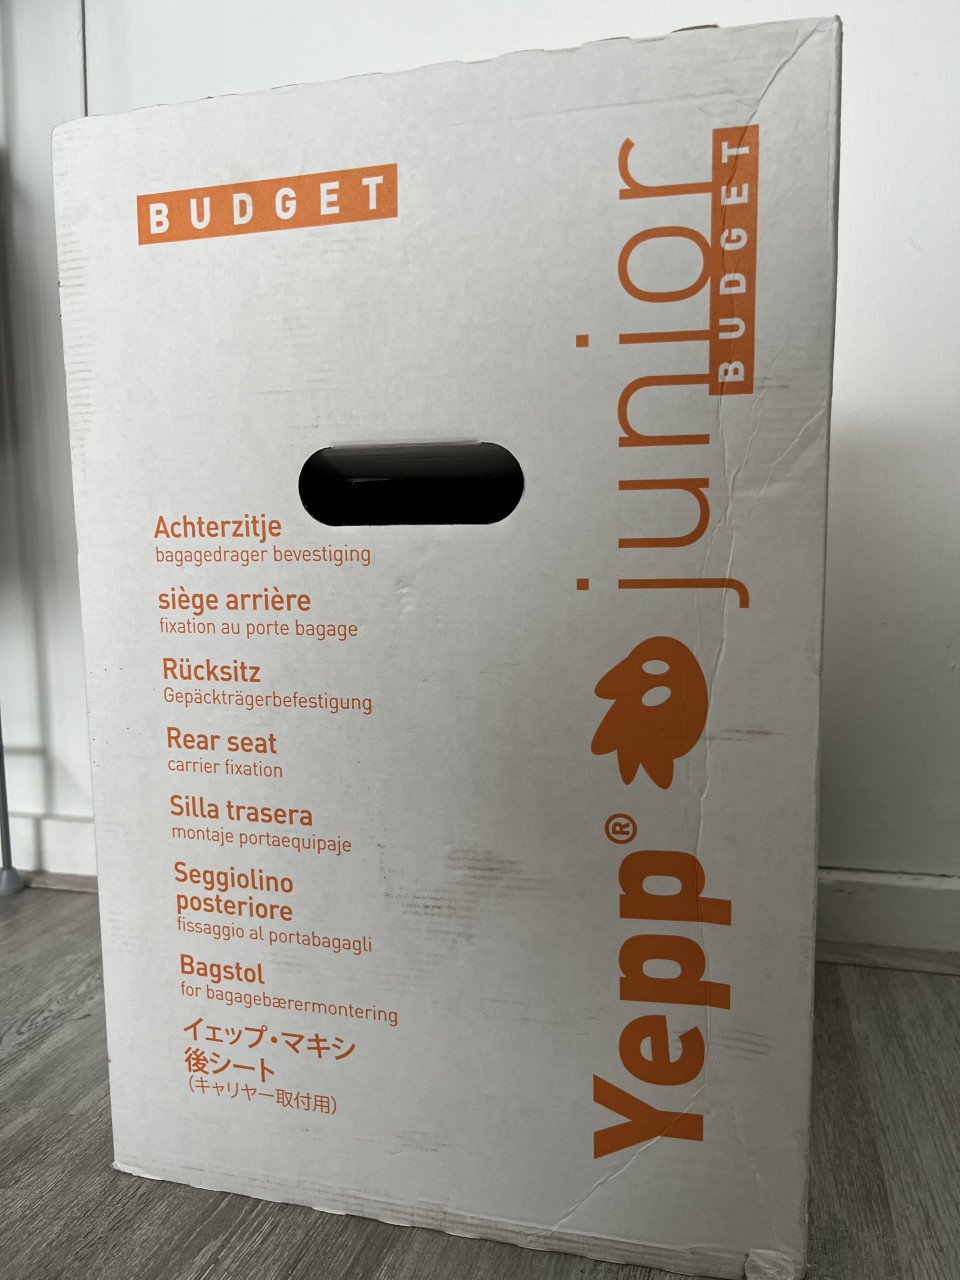 BUDGET
Achterzitje
bagagedrager bevestiging
siège arrière
fixation au porte bagage
Rücksitz
Gepäckträgerbefestigung
Rear seat
carrier fixation
Silla trasera
montaje portaequipaje
Seggiolino
posteriore
fissaggio al portabagagli
Bagstol
for bagagebærermontering
イェップ・マキシ
後シート
(キャリヤー取付用)
Yepp® junior
BUDGET